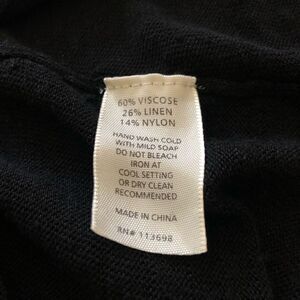 60% VISCOSE
26% LINEN
14% NYLON
HAND WASH COLD
WITH MILD SOAP
DO NOT BLEACH
IRON AT
COOL SETTING
OR DRY CLEAN
RECOMMENDED
MADE IN CHINA
RN# 113698